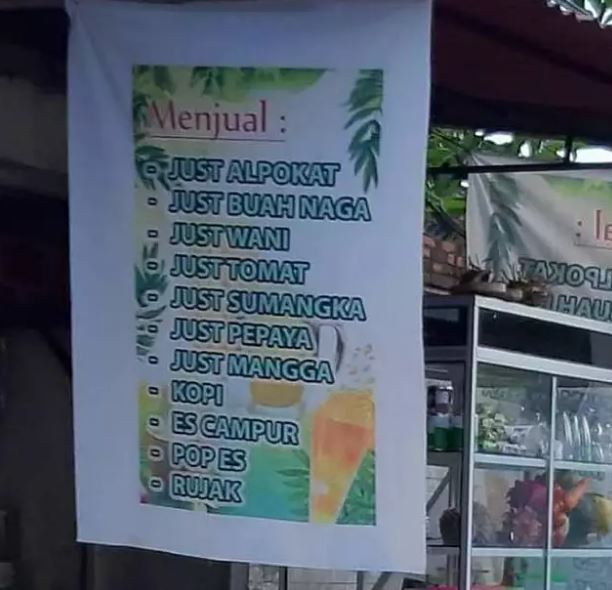 Menjual :
- JUST ALPOKAT
- JUST BUAH NAGA
- JUST WANI
- JUST TOMAT
- JUST SUMANGKA
- JUST PEPAYA
- JUST MANGGA
- KOPI
- ES CAMPUR
- POP ES
- RUJAK